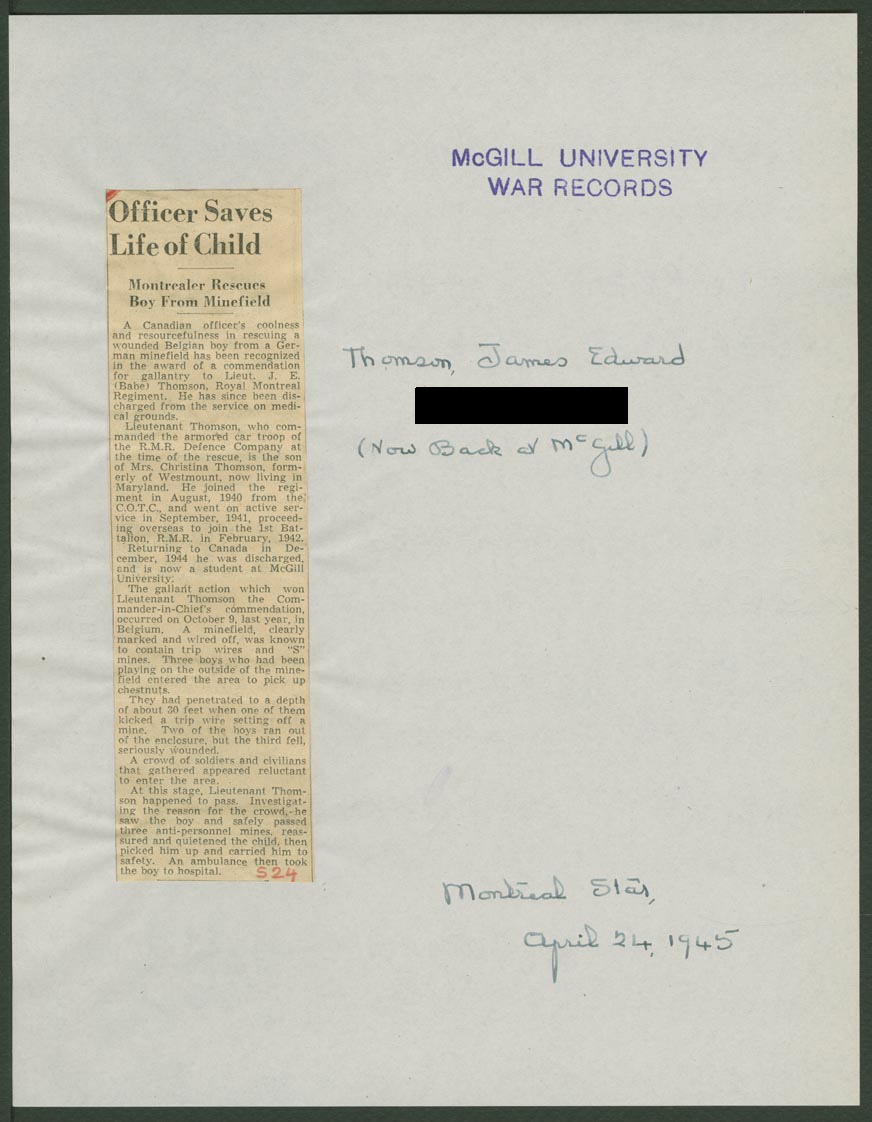 McGILL UNIVERSITY
WAR RECORDS
Officer Saves
Life of Child
Montrealer Rescues
Boy From Minefield
A Canadian officer's coolness
and resourcefulness in rescuing a
wounded Belgian boy from a Ger-
man minefield has been recognized
in the award of a commendation
for gallantry to Lieut. J. E.
(Babe) Thomson, Royal Montreal
Regiment. He has since been dis-
charged from the service on medi-
cal grounds.
Lieutenant Thomson, who com-
manded the armored car troop of
the R.M.R. Defence Company at
the time of the rescue, is the son
of Mrs. Christina Thomson, form-
erly of Westmount, now living in
Maryland. He joined the regi-
ment in August, 1940 from the
C.O.T.C., and went on active ser-
vice in September, 1941, proceed-
ing overseas to join the 1st Bat-
talion, R.M.R. in February, 1942.
Returning to Canada in De-
cember, 1944 he was discharged,
and is now a student at McGill
University.
The gallant action which won
Lieutenant Thomson the Com-
mander-in-Chief's commendation,
occurred on October 9, last year, in
Belgium. A minefield, clearly
marked and wired off, was known
to contain trip wires and "S"
mines. Three boys who had been
playing on the outside of the mine-
field entered the area to pick up
chestnuts.
They had penetrated to a depth
of about 30 feet when one of them
kicked a trip wire setting off a
mine. Two of the boys ran out
of the enclosure, but the third fell,
seriously wounded.
A crowd of soldiers and civilians
that gathered appeared reluctant
to enter the area.
At this stage, Lieutenant Thom-
son happened to pass. Investigat-
ing the reason for the crowd, he
saw the boy and safely passed
three anti-personnel mines, reas-
sured and quietened the child, then
picked him up and carried him to
safety. An ambulance then took
the boy to hospital.
S24
Thomson, James Edward
(Now Back at McGill)
Montreal Star,
April 24, 1945